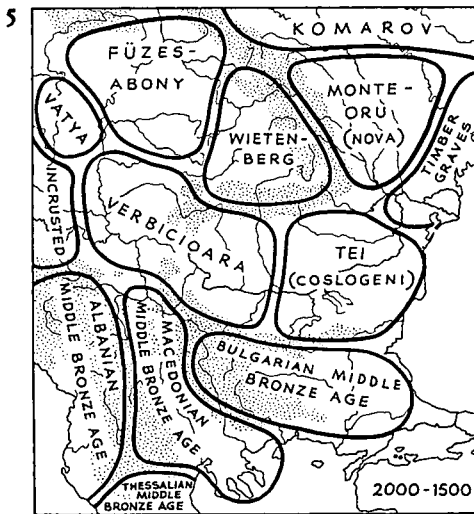 5
KOMAROV
FÜZES-
ABONY
MONTE-
ORU
(NOVA)
VATYA
WIETEN-
BERG
TIMBER
GRAVES
INCRUSTED
VERBICIOARA
TEI
(COSLOGENI)
ALBANIAN
MIDDLE BRONZE AGE
MACEDONIAN
MIDDLE BRONZE AGE
BULGARIAN MIDDLE
BRONZE AGE
THESSALIAN MIDDLE
BRONZE AGE
2000-1500